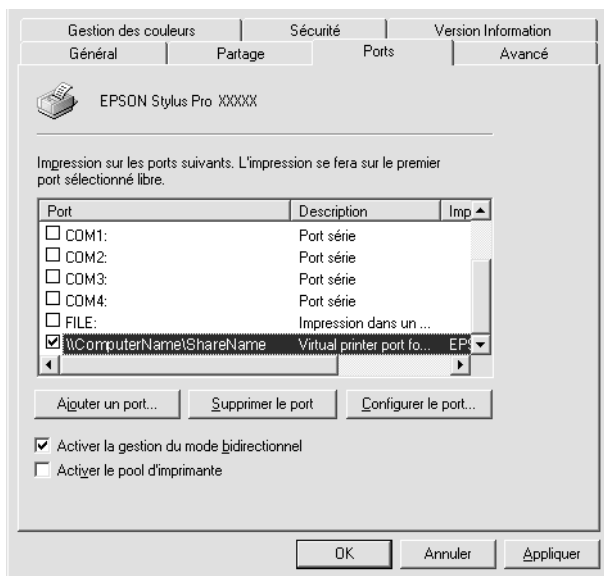 Gestion des couleurs Sécurité Version Information
Général Partage Ports Avancé
EPSON Stylus Pro XXXXX
Impression sur les ports suivants. L'impression se fera sur le premier
port sélectionné libre.
Port Description Imp
COM1: Port série
COM2: Port série
COM3: Port série
COM4: Port série
FILE: Impression dans un ...
\\ComputerName\ShareName Virtual printer port fo... EPS
Ajouter un port... Supprimer le port Configurer le port...
Activer la gestion du mode bidirectionnel
Activer le pool d'imprimante
OK Annuler Appliquer